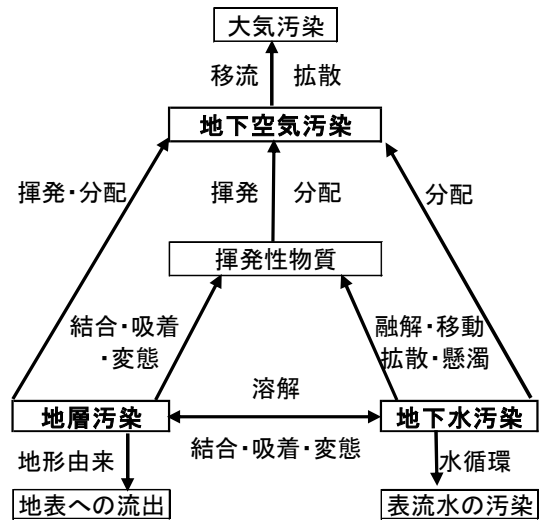 大気汚染
移流 拡散
地下空気汚染
揮発・分配
揮発 分配
分配
揮発性物質
結合・吸着
・変態
融解・移動
拡散・懸濁
溶解
地層汚染
地下水汚染
結合・吸着・変態
地形由来
水循環
地表への流出
表流水の汚染